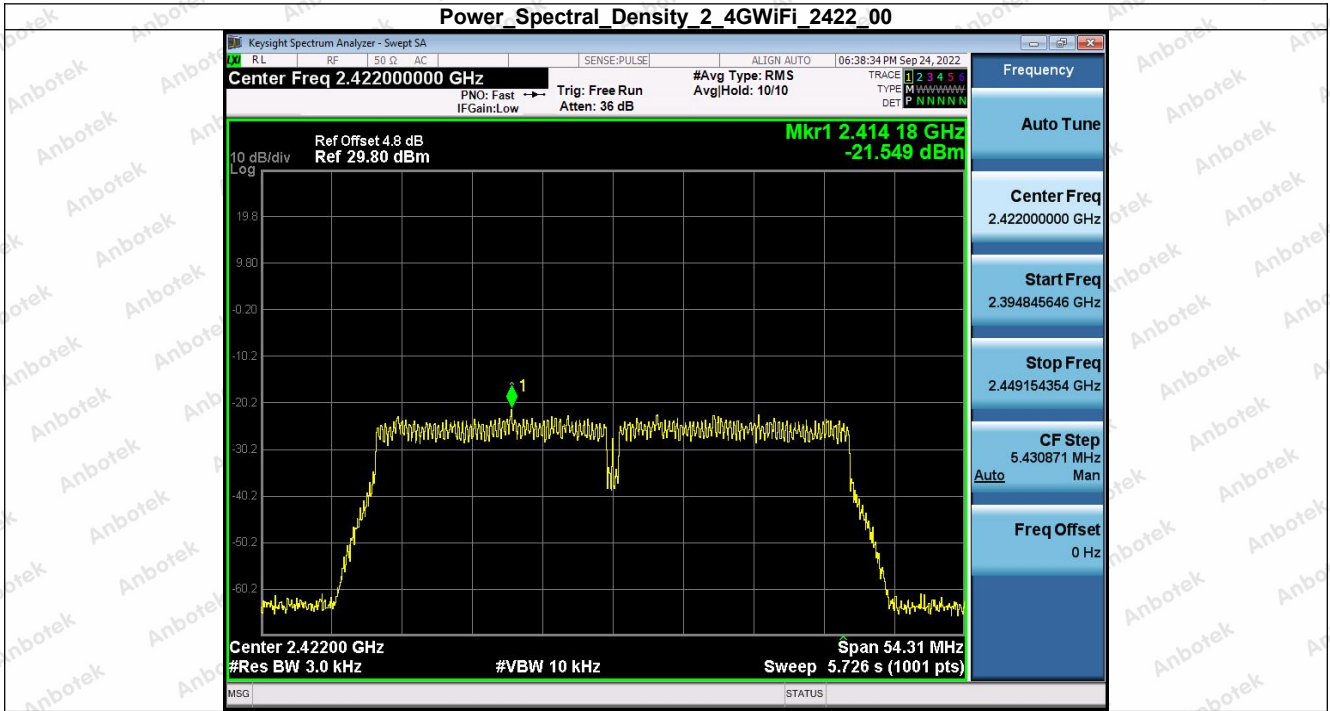 Power_Spectral_Density_2_4GWiFi_2422_00
Keysight Spectrum Analyzer - Swept SA
LXI RL RF 50 Ω AC SENSE:PULSE ALIGN AUTO 06:38:34 PM Sep 24, 2022
Center Freq 2.422000000 GHz
PNO: Fast
IFGain:Low
Trig: Free Run
Atten: 36 dB
#Avg Type: RMS
Avg|Hold: 10/10
TRACE 1 2 3 4 5 6
TYPE M W W W W W
DET P N N N N N
Mkr1 2.414 18 GHz
-21.549 dBm
Ref Offset 4.8 dB
10 dB/div Ref 29.80 dBm
Log
19.8
9.80
-0.20
-10.2
-20.2
-30.2
-40.2
-50.2
-60.2
1
Center 2.42200 GHz Span 54.31 MHz
#Res BW 3.0 kHz #VBW 10 kHz Sweep 5.726 s (1001 pts)
MSG STATUS
Frequency
Auto Tune
Center Freq
2.422000000 GHz
Start Freq
2.394845646 GHz
Stop Freq
2.449154354 GHz
CF Step
5.430871 MHz
Auto Man
Freq Offset
0 Hz
Anbotek